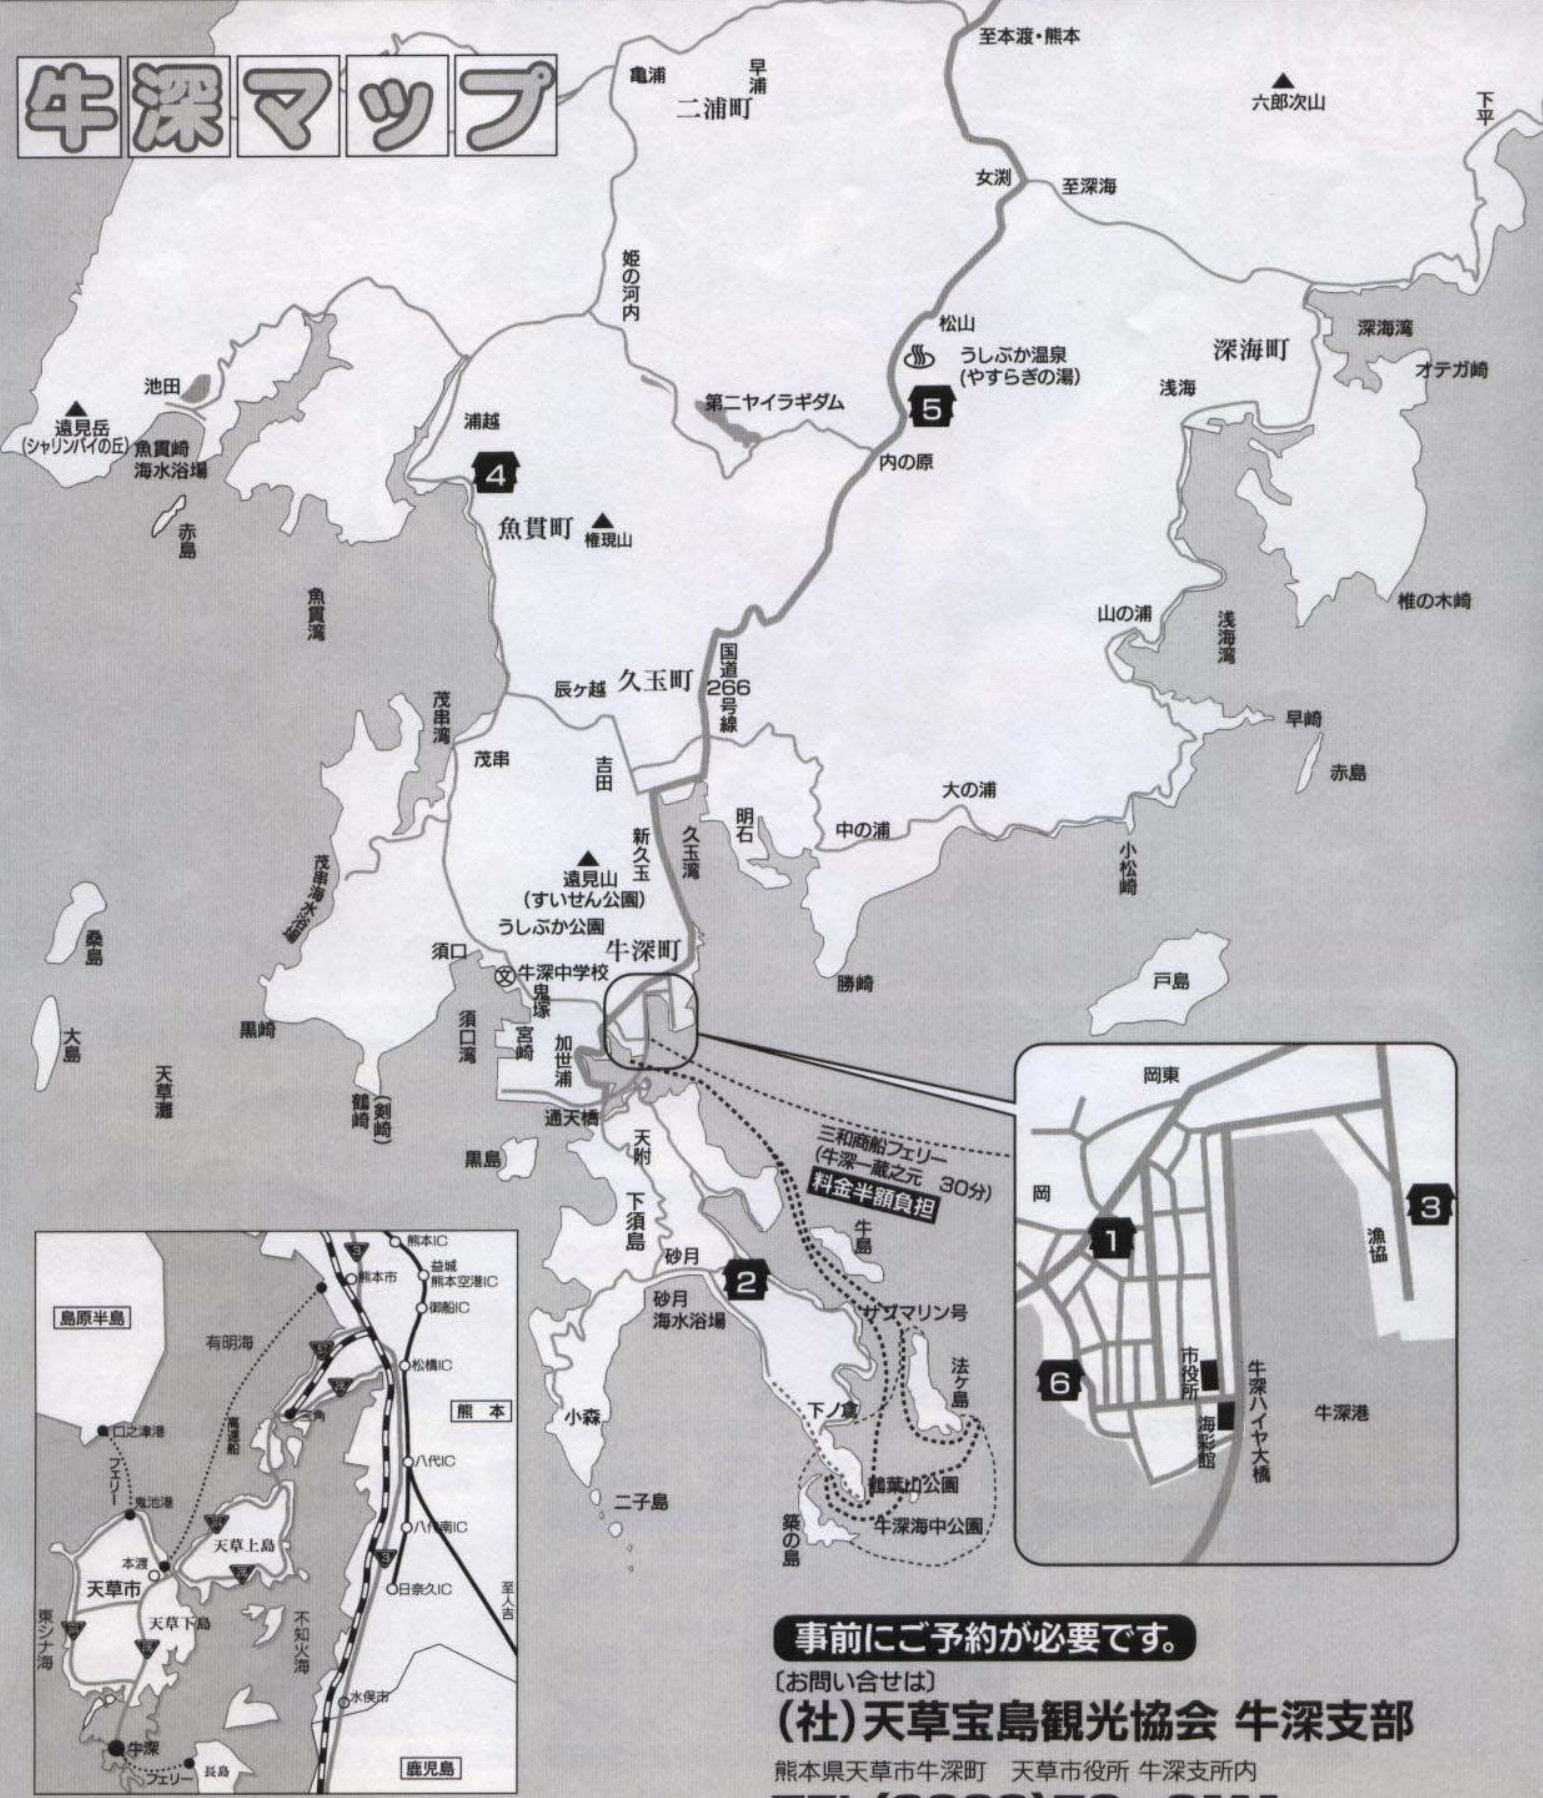 牛深マップ
至本渡・熊本
亀浦
早浦
二浦町
六郎次山
下平
女渕
至深海
姫の河内
松山
うしぶか温泉
(やすらぎの湯)
5
深海町
深海湾
オテガ崎
浅海
池田
遠見岳
(シャリンバイの丘)
魚貫崎
海水浴場
浦越
第二ヤイラギダム
内の原
4
魚貫町
権現山
赤島
魚貫湾
椎の木崎
山の浦
浅海湾
辰ヶ越
久玉町
国道266号線
茂串湾
早崎
茂串
吉田
赤島
大の浦
明石
中の浦
新久玉
久玉湾
小松崎
遠見山
(すいせん公園)
茂串海水浴場
うしぶか公園
桑島
須口
牛深町
文
牛深中学校
勝崎
戸島
鬼塚
黒崎
須口湾
宮崎
加世浦
大島
天草灘
鶴崎
(剣崎)
通天橋
黒島
天附
三和商船フェリー
(牛深ー蔵之元 30分)
料金半額負担
下須島
牛島
砂月
2
砂月
海水浴場
サブマリン号
法ヶ島
小森
下ノ倉
鶴葉山公園
二子島
築の島
牛深海中公園
岡東
岡
1
3
漁協
6
市役所
海彩館
牛深ハイヤ大橋
牛深港
熊本IC
3
熊本市
益城
熊本空港IC
御船IC
島原半島
有明海
57
松橋IC
三角
熊本
口之津港
高速船
フェリー
八代IC
鬼池港
天草上島
八代南IC
本渡
3
天草市
日奈久IC
至人吉
天草下島
東シナ海
不知火海
水俣市
牛深
フェリー
長島
鹿児島
事前にご予約が必要です。
〔お問い合せは〕
(社)天草宝島観光協会 牛深支部
熊本県天草市牛深町 天草市役所 牛深支所内